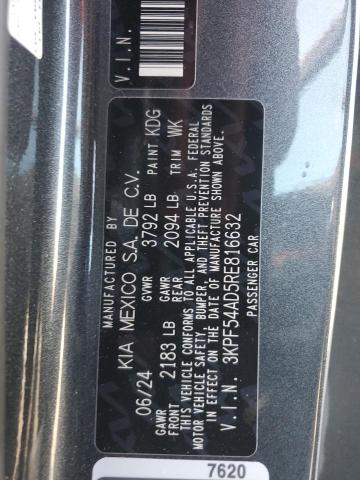 V.I.N.
MANUFACTURED BY
KIA MEXICO S.A. DE C.V.
06/24 GVWR 3792 LB PAINT KDG
GAWR FRONT 2183 LB GAWR REAR 2094 LB TRIM WK
THIS VEHICLE CONFORMS TO ALL APPLICABLE U.S.A. FEDERAL
MOTOR VEHICLE SAFETY, BUMPER, AND THEFT PREVENTION STANDARDS
IN EFFECT ON THE DATE OF MANUFACTURE SHOWN ABOVE.
V.I.N. 3KPF54AD5RE816632
PASSENGER CAR
7620